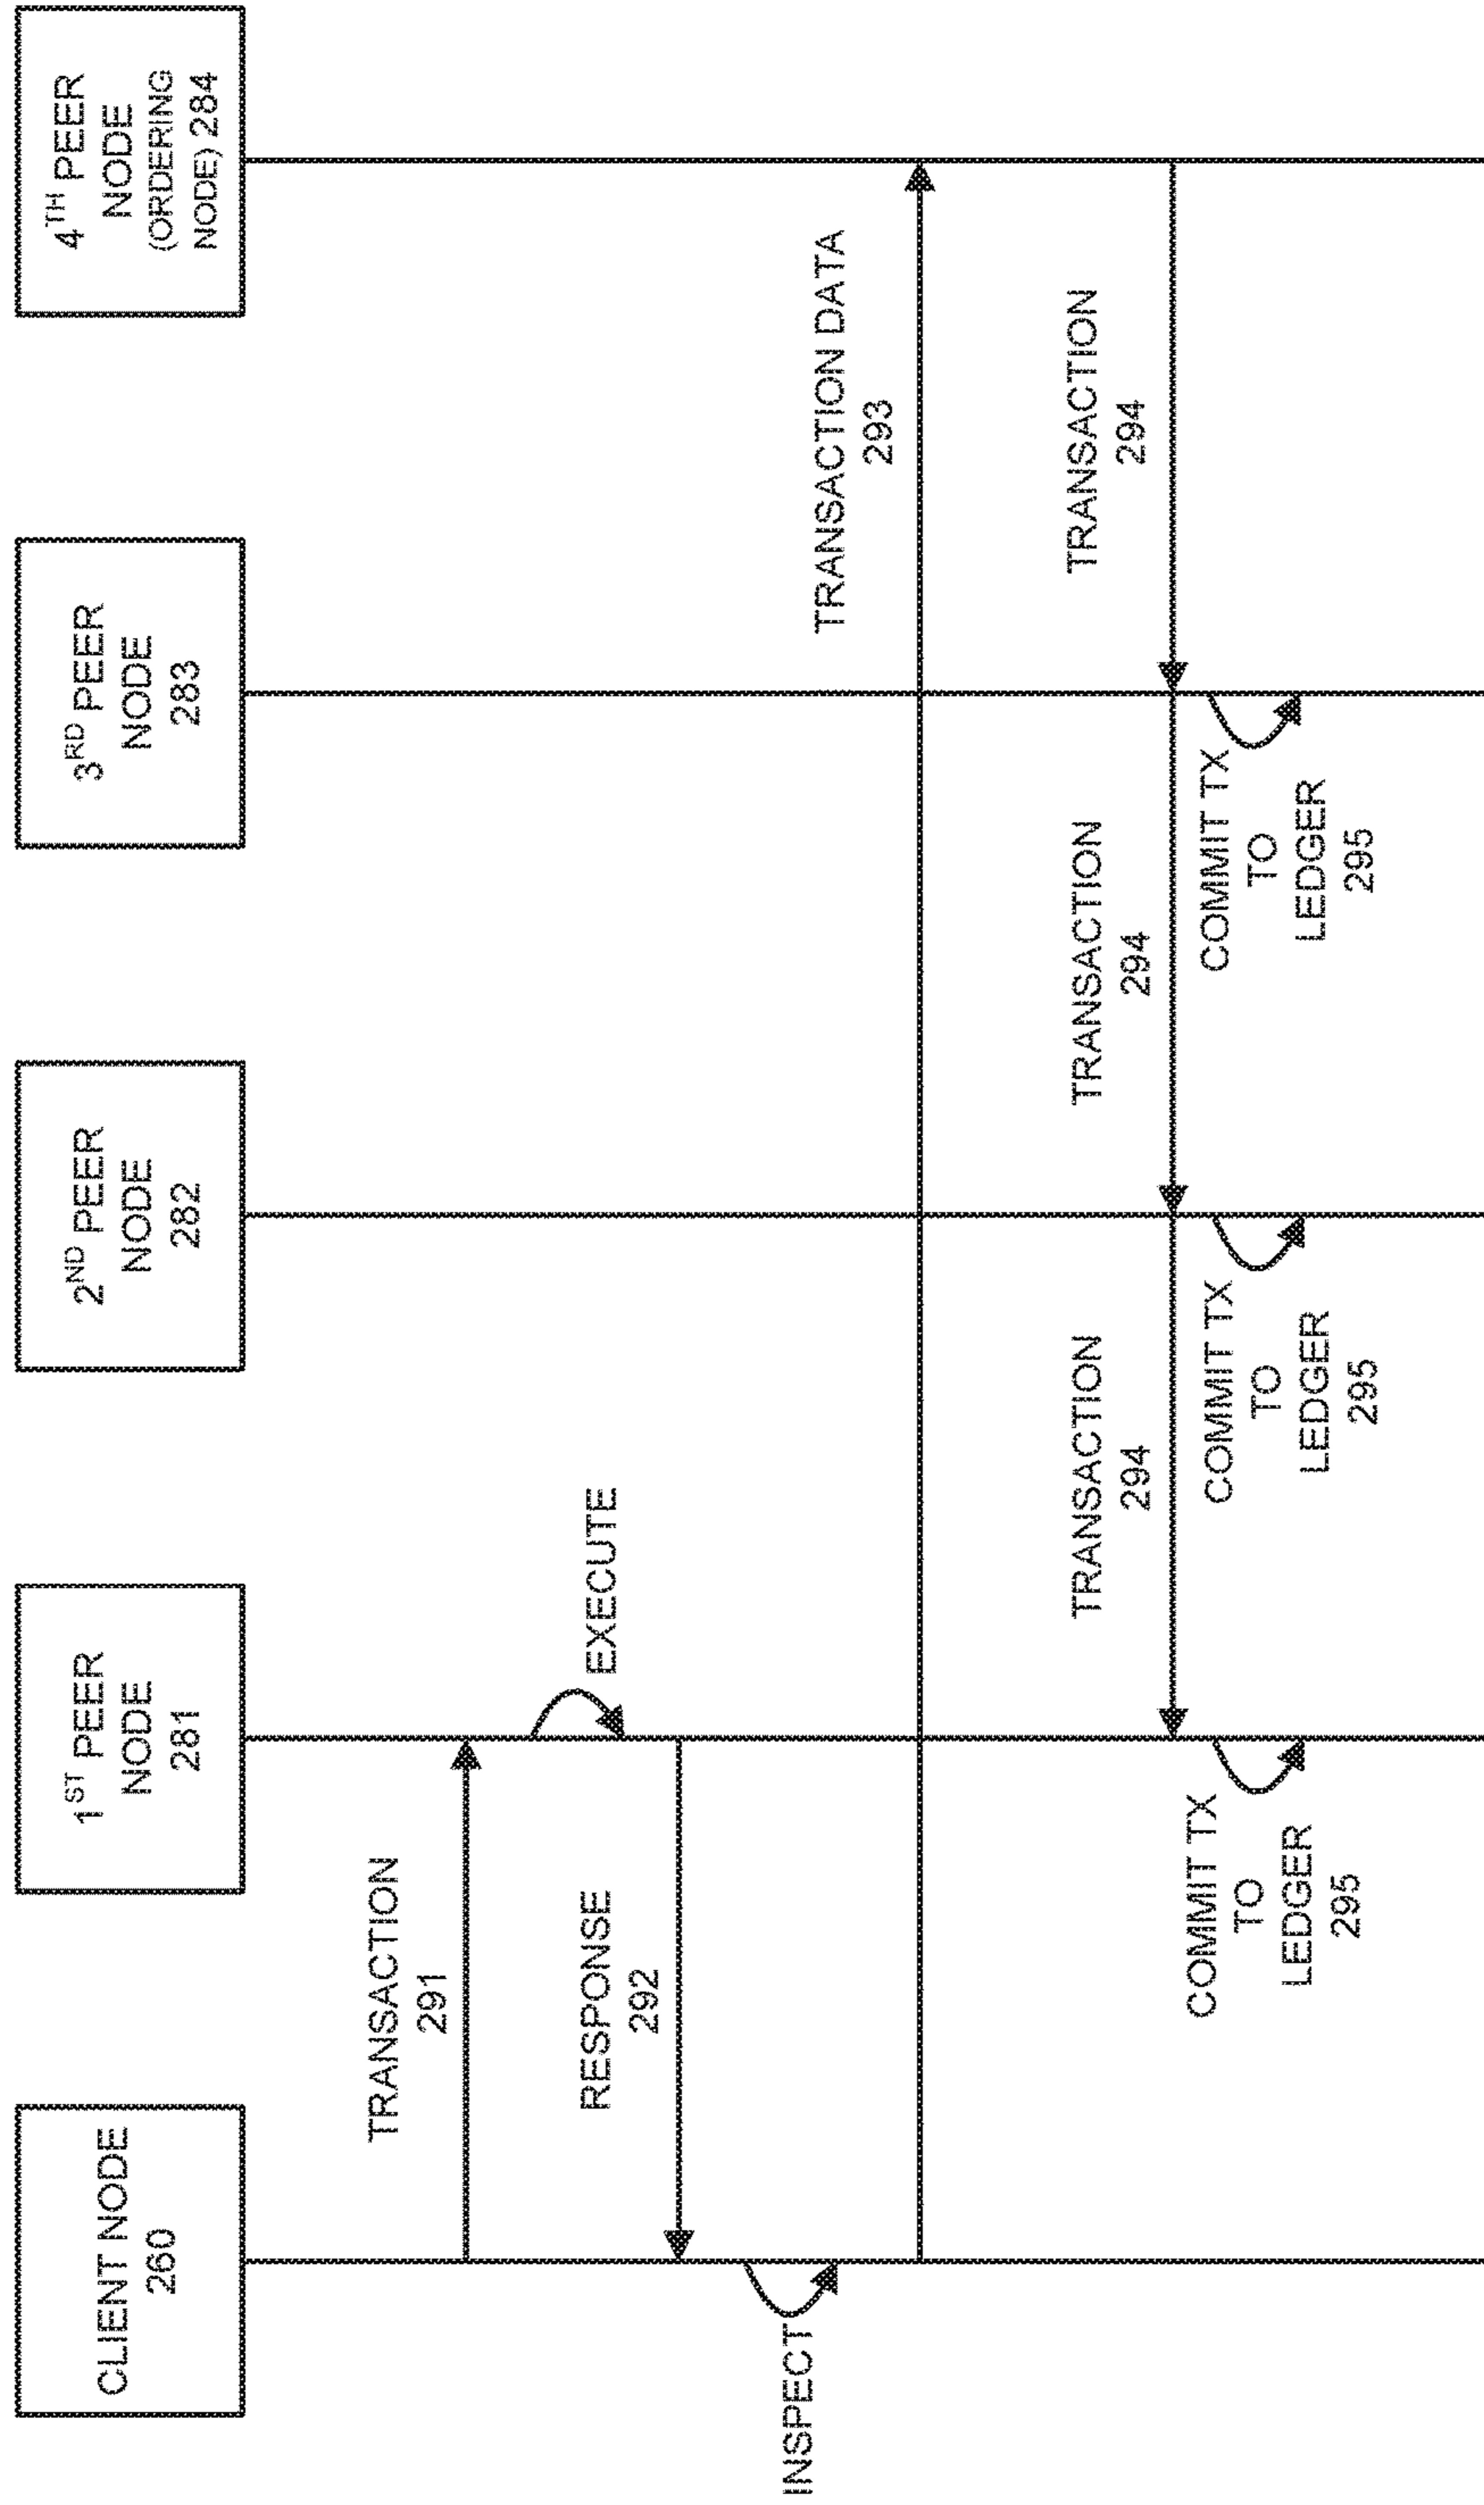 CLIENT NODE
260
1ST PEER
NODE
281
2ND PEER
NODE
282
3RD PEER
NODE
283
4TH PEER
NODE
(ORDERING
NODE) 284
TRANSACTION
291
EXECUTE
RESPONSE
292
INSPECT
TRANSACTION DATA
293
TRANSACTION
294
TRANSACTION
294
TRANSACTION
294
COMMIT TX
TO
LEDGER
295
COMMIT TX
TO
LEDGER
295
COMMIT TX
TO
LEDGER
295